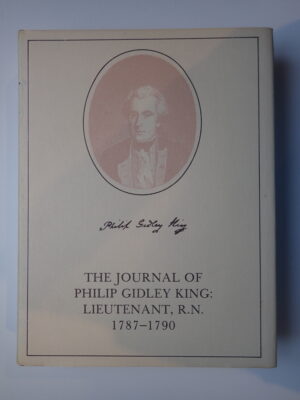 Philip Gidley King
THE JOURNAL OF
PHILIP GIDLEY KING:
LIEUTENANT, R.N.
1787–1790